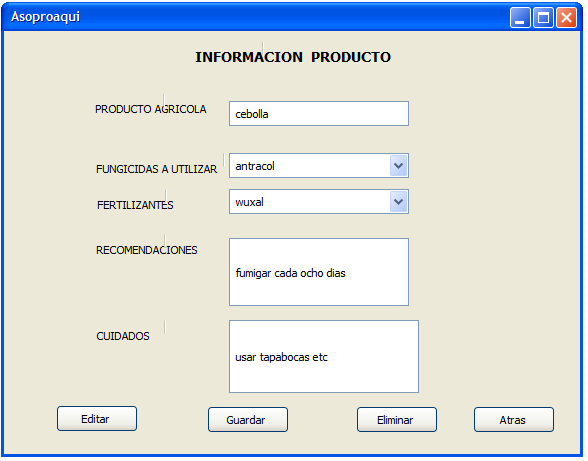 Asoproaqui
INFORMACION PRODUCTO
PRODUCTO AGRICOLA
cebolla
FUNGICIDAS A UTILIZAR
antracol
FERTILIZANTES
wuxal
RECOMENDACIONES
fumigar cada ocho dias
CUIDADOS
usar tapabocas etc
Editar
Guardar
Eliminar
Atras